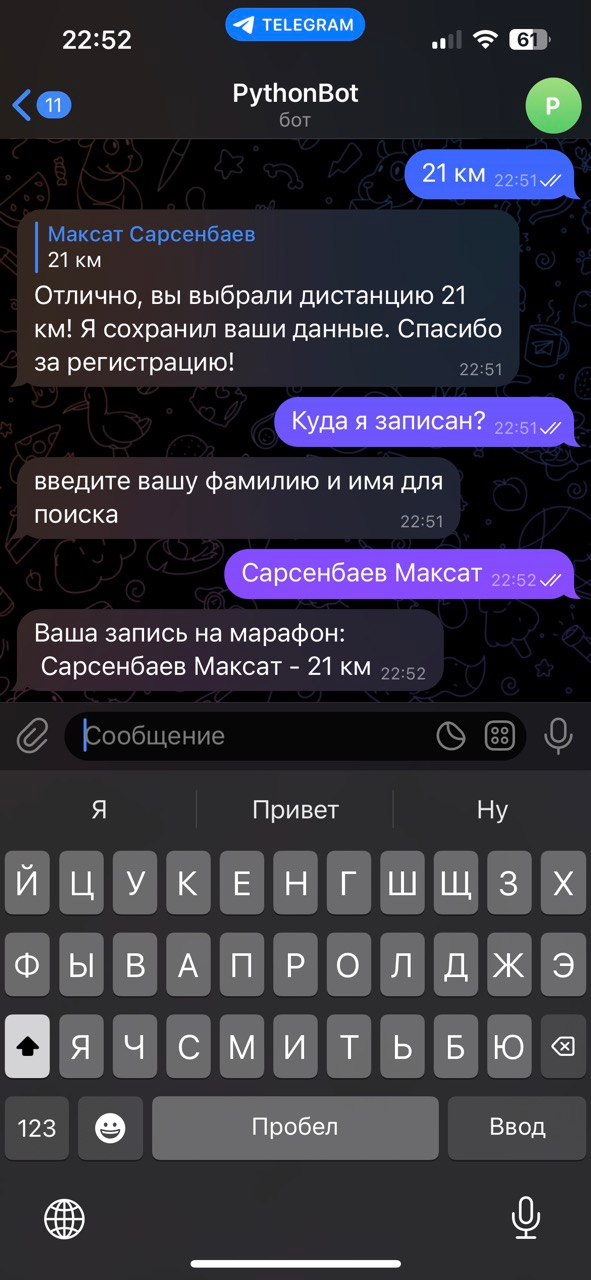 22:52
TELEGRAM
61
11
PythonBot
бот
P
21 км 22:51
Максат Сарсенбаев
21 км
Отлично, вы выбрали дистанцию 21
км! Я сохранил ваши данные. Спасибо
за регистрацию!
22:51
Куда я записан? 22:51
введите вашу фамилию и имя для
поиска
22:51
Сарсенбаев Максат 22:52
Ваша запись на марафон:
Сарсенбаев Максат - 21 км 22:52
Сообщение
Я Привет Ну
Й Ц У К Е Н Г Ш Щ З Х
Ф Ы В А П Р О Л Д Ж Э
Я Ч С М И Т Ь Б Ю
123 Пробел Ввод